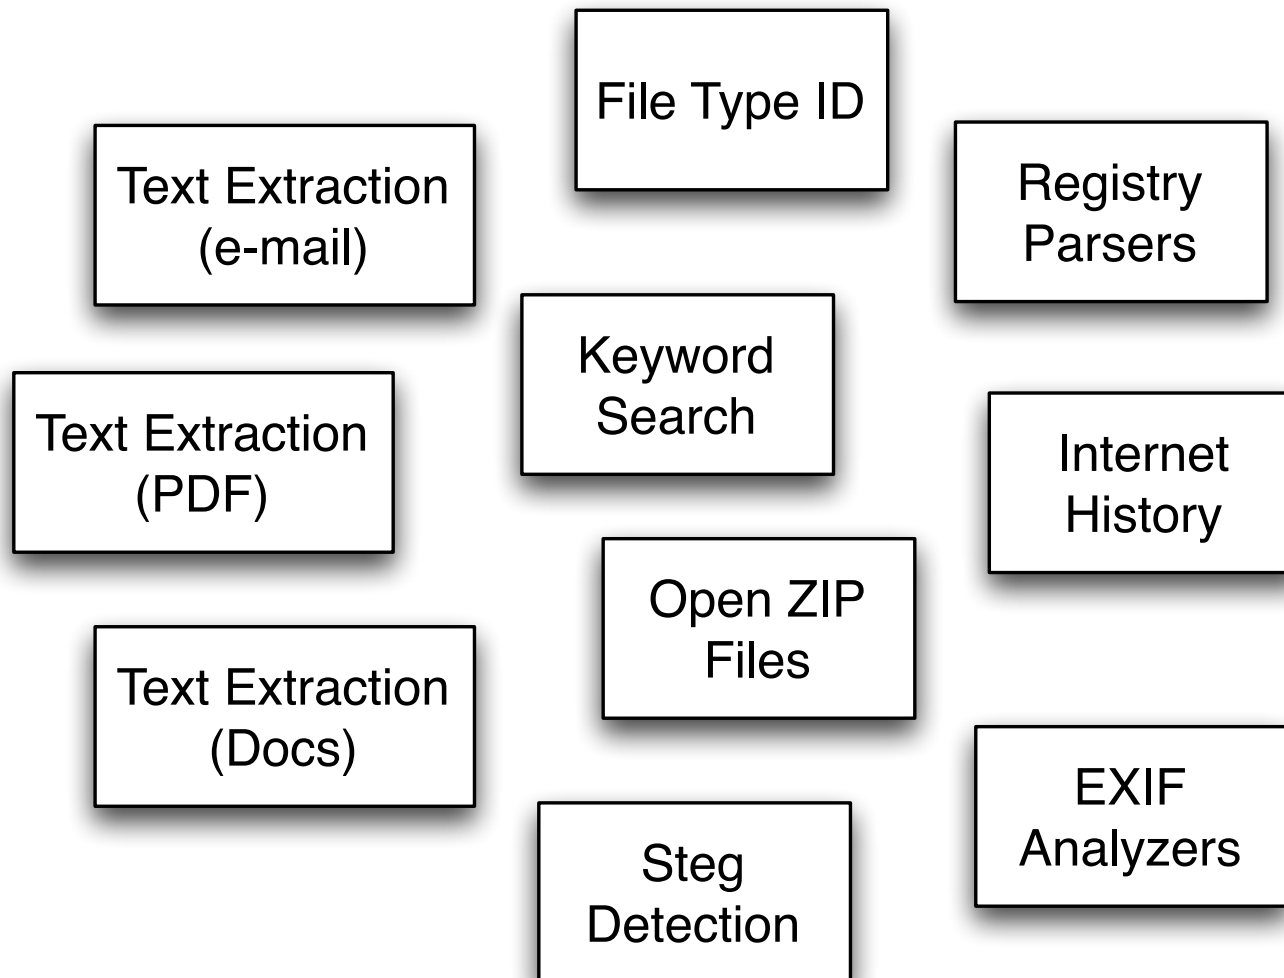 File Type ID
Text Extraction
(e-mail)
Registry
Parsers
Keyword
Search
Text Extraction
(PDF)
Internet
History
Open ZIP
Files
Text Extraction
(Docs)
EXIF
Analyzers
Steg
Detection